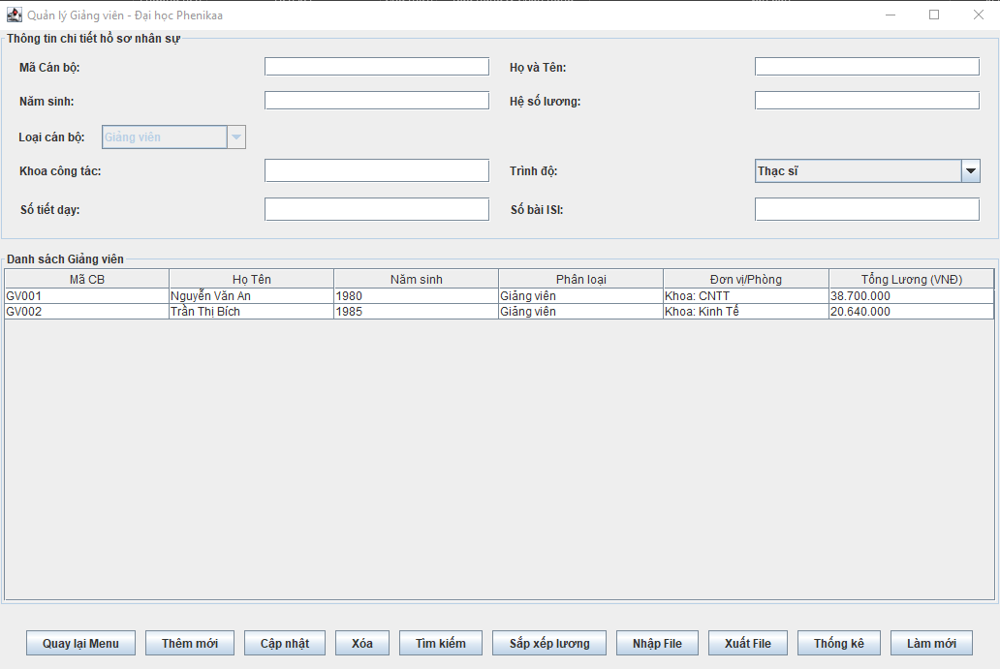 Quản lý Giảng viên - Đại học Phenikaa
Thông tin chi tiết hồ sơ nhân sự
Mã Cán bộ: Họ và Tên:
Năm sinh: Hệ số lương:
Loại cán bộ: Giảng viên
Khoa công tác: Trình độ: Thạc sĩ
Số tiết dạy: Số bài ISI:
Danh sách Giảng viên
Mã CB Họ Tên Năm sinh Phân loại Đơn vị/Phòng Tổng Lương (VNĐ)
GV001 Nguyễn Văn An 1980 Giảng viên Khoa: CNTT 38.700.000
GV002 Trần Thị Bích 1985 Giảng viên Khoa: Kinh Tế 20.640.000
Quay lại Menu Thêm mới Cập nhật Xóa Tìm kiếm Sắp xếp lương Nhập File Xuất File Thống kê Làm mới